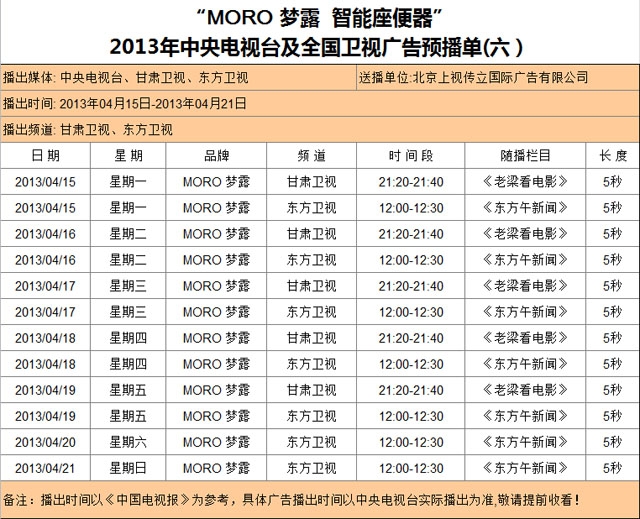 “MORO 梦露 智能座便器”
2013年中央电视台及全国卫视广告预播单(六)
播出媒体: 中央电视台、甘肃卫视、东方卫视 送播单位:北京上视传立国际广告有限公司
播出时间: 2013年04月15日-2013年04月21日
播出频道: 甘肃卫视、东方卫视
日 期 星 期 品牌 频 道 时 间 段 随播栏目 长 度
2013/04/15 星期一 MORO 梦露 甘肃卫视 21:20-21:40 《老梁看电影》 5秒
2013/04/15 星期一 MORO 梦露 东方卫视 12:00-12:30 《东方午新闻》 5秒
2013/04/16 星期二 MORO 梦露 甘肃卫视 21:20-21:40 《老梁看电影》 5秒
2013/04/16 星期二 MORO 梦露 东方卫视 12:00-12:30 《东方午新闻》 5秒
2013/04/17 星期三 MORO 梦露 甘肃卫视 21:20-21:40 《老梁看电影》 5秒
2013/04/17 星期三 MORO 梦露 东方卫视 12:00-12:30 《东方午新闻》 5秒
2013/04/18 星期四 MORO 梦露 甘肃卫视 21:20-21:40 《老梁看电影》 5秒
2013/04/18 星期四 MORO 梦露 东方卫视 12:00-12:30 《东方午新闻》 5秒
2013/04/19 星期五 MORO 梦露 甘肃卫视 21:20-21:40 《老梁看电影》 5秒
2013/04/19 星期五 MORO 梦露 东方卫视 12:00-12:30 《东方午新闻》 5秒
2013/04/20 星期六 MORO 梦露 东方卫视 12:00-12:30 《东方午新闻》 5秒
2013/04/21 星期日 MORO 梦露 东方卫视 12:00-12:30 《东方午新闻》 5秒
备注：播出时间以《中国电视报》为参考，具体广告播出时间以中央电视台实际播出为准,敬请提前收看！